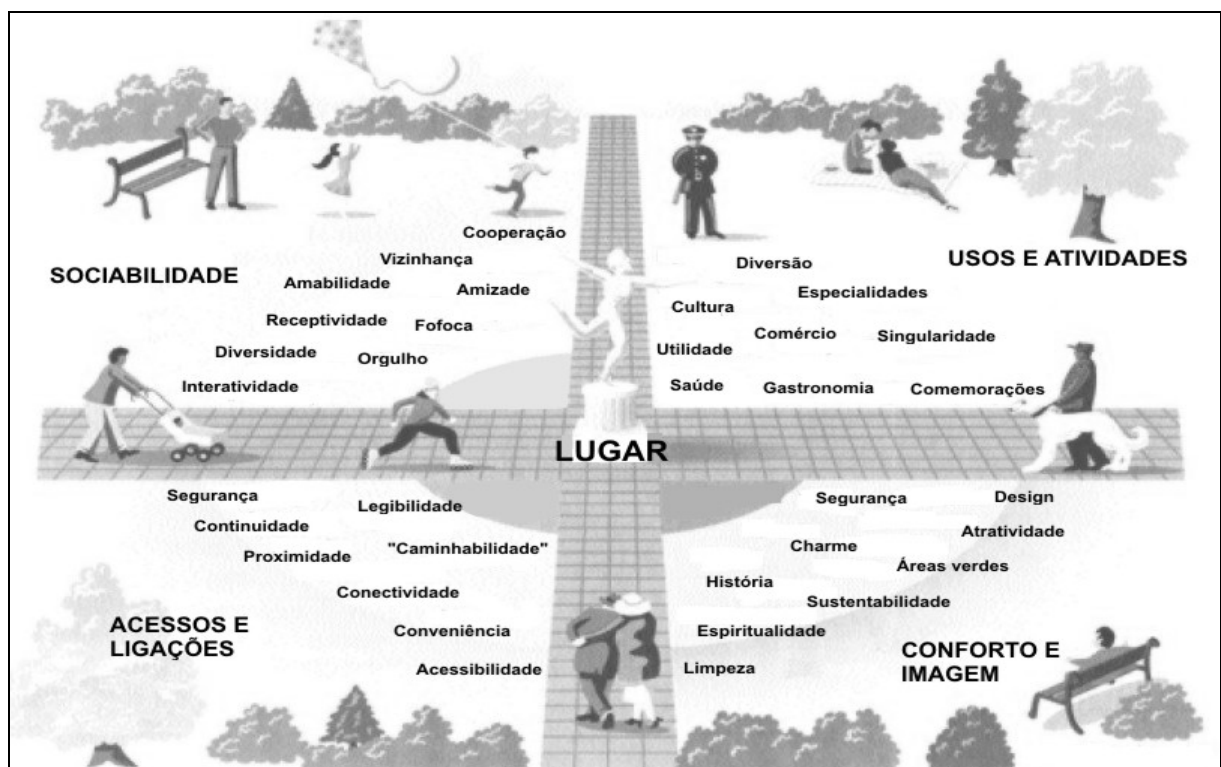 SOCIABILIDADE
Cooperação
Vizinhança
Amabilidade
Amizade
Receptividade
Fofoca
Diversidade
Orgulho
Interatividade
USOS E ATIVIDADES
Diversão
Especialidades
Cultura
Comércio
Singularidade
Utilidade
Saúde
Gastronomia
Comemorações
LUGAR
Segurança
Legibilidade
Continuidade
Proximidade
"Caminhabilidade"
Conectividade
Conveniência
Acessibilidade
ACESSOS E
LIGAÇÕES
Segurança
Design
Atratividade
Charme
Áreas verdes
História
Sustentabilidade
Espiritualidade
Limpeza
CONFORTO E
IMAGEM